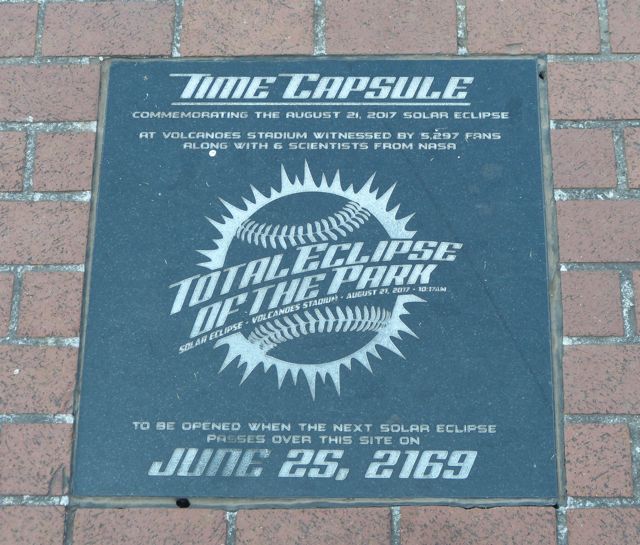 TIME CAPSULE
COMMEMORATING THE AUGUST 21, 2017 SOLAR ECLIPSE
AT VOLCANOES STADIUM WITNESSED BY 5,297 FANS
ALONG WITH 6 SCIENTISTS FROM NASA
TOTAL ECLIPSE
OF THE PARK
SOLAR ECLIPSE • VOLCANOES STADIUM • AUGUST 21, 2017 • 10:17AM
TO BE OPENED WHEN THE NEXT SOLAR ECLIPSE
PASSES OVER THIS SITE ON
JUNE 25, 2169